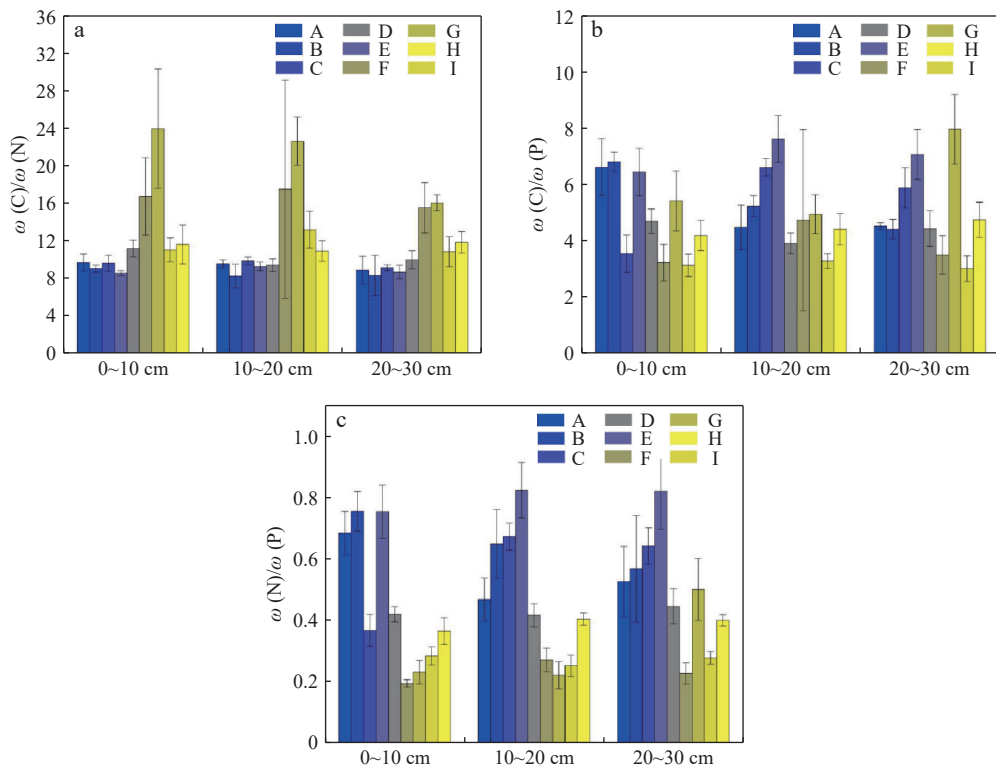 a
A D G
B E H
C F I
36
32
28
24
20
16
12
8
4
0
ω (C)/ω (N)
0~10 cm 10~20 cm 20~30 cm
b
A D G
B E H
C F I
12
10
8
6
4
2
0
ω (C)/ω (P)
0~10 cm 10~20 cm 20~30 cm
c
A D G
B E H
C F I
1.0
0.8
0.6
0.4
0.2
0
ω (N)/ω (P)
0~10 cm 10~20 cm 20~30 cm